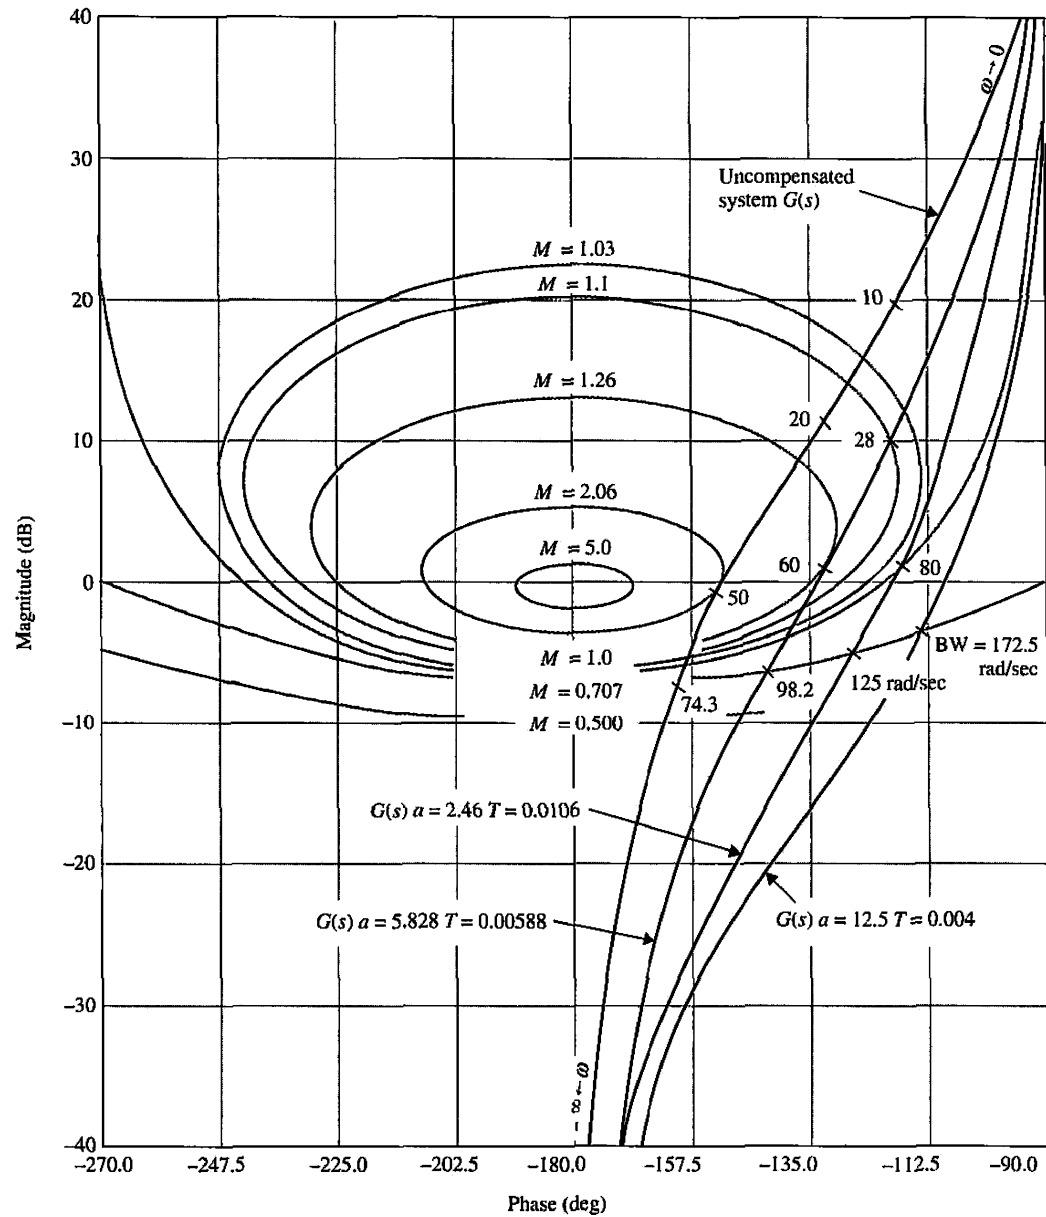 40
ω→0
30
Uncompensated
system G(s)
M = 1.03
M = 1.1
20
10
M = 1.26
20
10
28
M = 2.06
Magnitude (dB)
M = 5.0
60
80
0
50
M = 1.0
BW = 172.5
rad/sec
M = 0.707
125 rad/sec
98.2
74.3
M = 0.500
-10
G(s) a = 2.46 T = 0.0106
-20
G(s) a = 5.828 T = 0.00588
G(s) a = 12.5 T = 0.004
-30
∞←ω
-40
-270.0 -247.5 -225.0 -202.5 -180.0 -157.5 -135.0 -112.5 -90.0
Phase (deg)